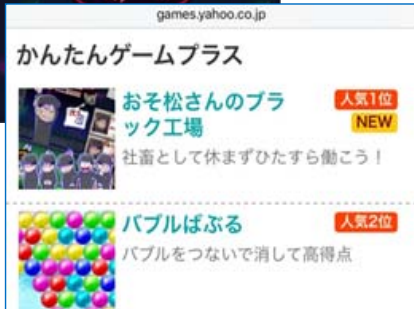 games.yahoo.co.jp
かんたんゲームプラス
おそ松さんのブラ
ック工場
人気1位
NEW
社畜として休まずひたすら働こう！
バブルばぶる
人気2位
バブルをつないで消して高得点